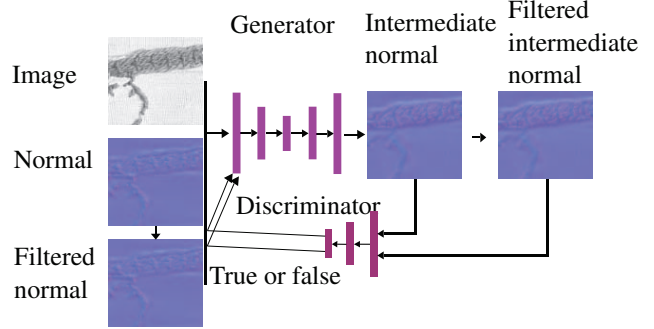 Generator
Intermediate
normal
Filtered
intermediate
normal
Image
Normal
Filtered
normal
Discriminator
True or false